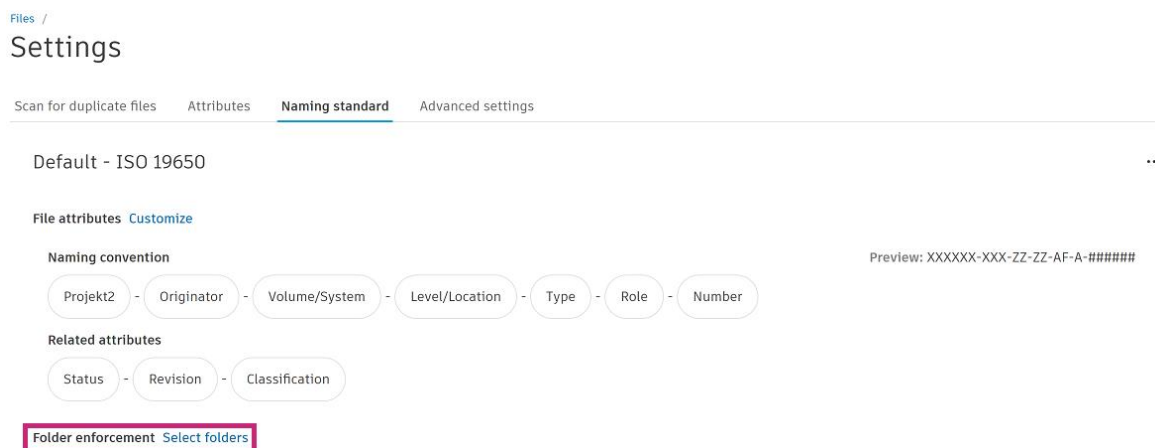 Files /
Settings
Scan for duplicate files Attributes Naming standard Advanced settings
Default - ISO 19650
File attributes Customize
Naming convention Preview: XXXXXX-XXX-ZZ-ZZ-AF-A-######
Projekt2 - Originator - Volume/System - Level/Location - Type - Role - Number
Related attributes
Status - Revision - Classification
Folder enforcement Select folders